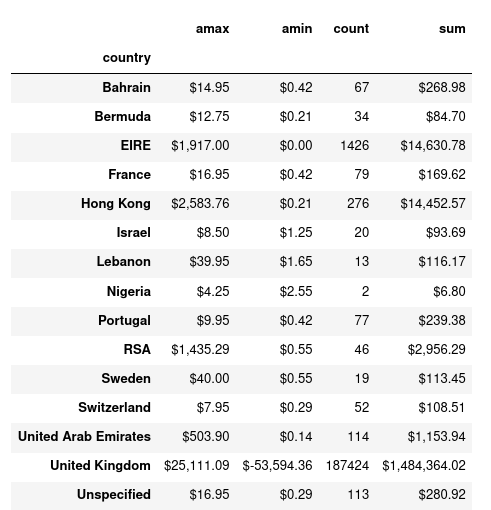 amax amin count sum
country
Bahrain $14.95 $0.42 67 $268.98
Bermuda $12.75 $0.21 34 $84.70
EIRE $1,917.00 $0.00 1426 $14,630.78
France $16.95 $0.42 79 $169.62
Hong Kong $2,583.76 $0.21 276 $14,452.57
Israel $8.50 $1.25 20 $93.69
Lebanon $39.95 $1.65 13 $116.17
Nigeria $4.25 $2.55 2 $6.80
Portugal $9.95 $0.42 77 $239.38
RSA $1,435.29 $0.55 46 $2,956.29
Sweden $40.00 $0.55 19 $113.45
Switzerland $7.95 $0.29 52 $108.51
United Arab Emirates $503.90 $0.14 114 $1,153.94
United Kingdom $25,111.09 $-53,594.36 187424 $1,484,364.02
Unspecified $16.95 $0.29 113 $280.92